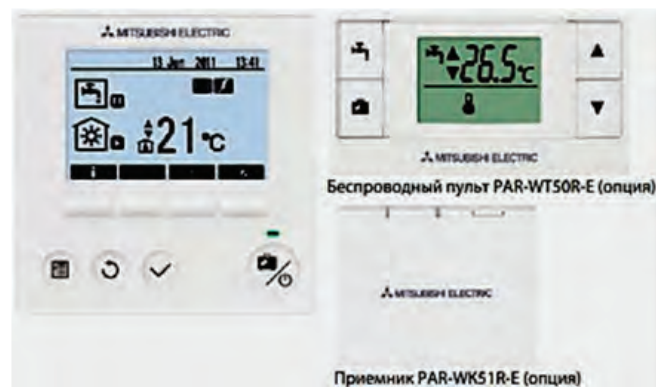 MITSUBISHI ELECTRIC
13 Jun 2011 13:41
21 °C
26.5°C
MITSUBISHI ELECTRIC
Беспроводный пульт PAR-WT50R-E (опция)
MITSUBISHI ELECTRIC
Приемник PAR-WK51R-E (опция)